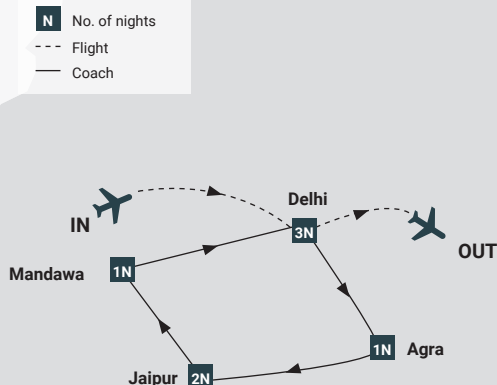 N No. of nights
Flight
Coach
Delhi
IN
3N
OUT
Mandawa
1N
1N Agra
Jaipur 2N